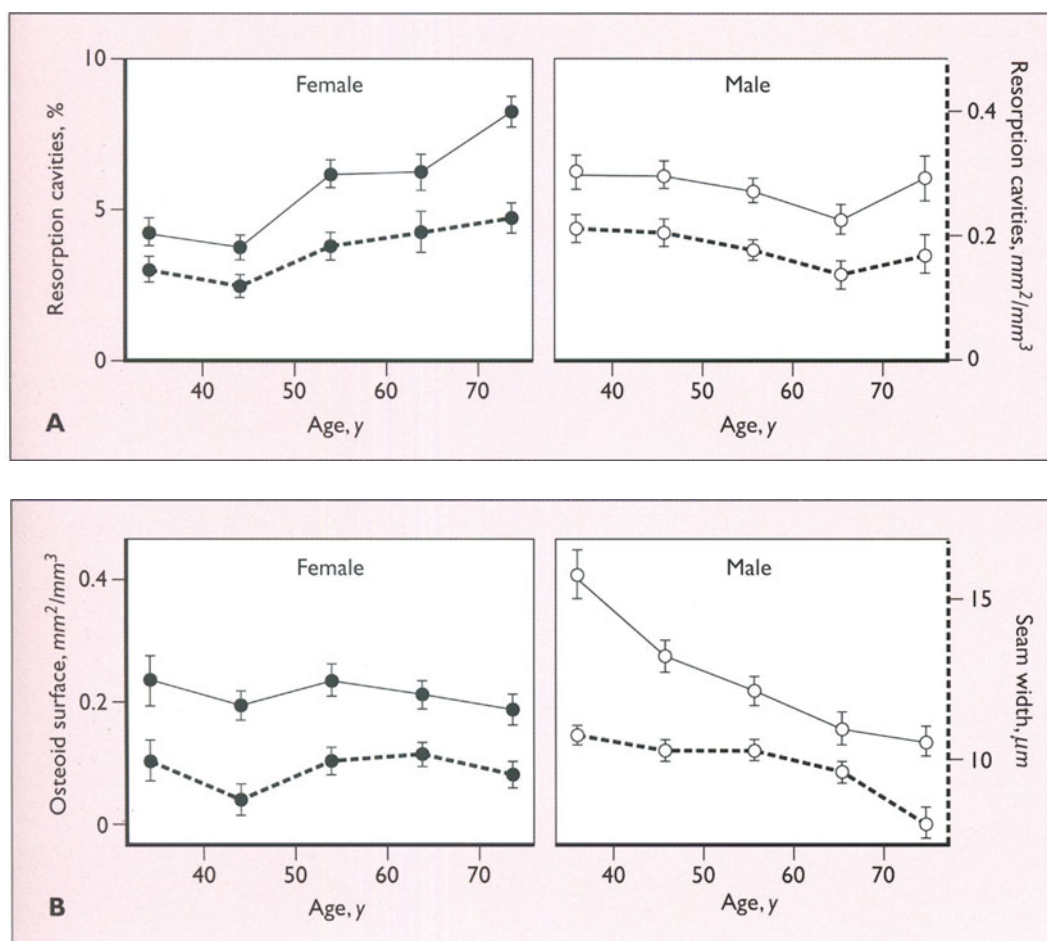 Female
Male
10
5
0
Resorption cavities, %
0.4
0.2
0
Resorption cavities, mm²/mm³
40 50 60 70
40 50 60 70
Age, y
Age, y
A
Female
Male
0.4
0.2
0
Osteoid surface, mm²/mm³
15
10
Seam width, μm
40 50 60 70
40 50 60 70
Age, y
Age, y
B